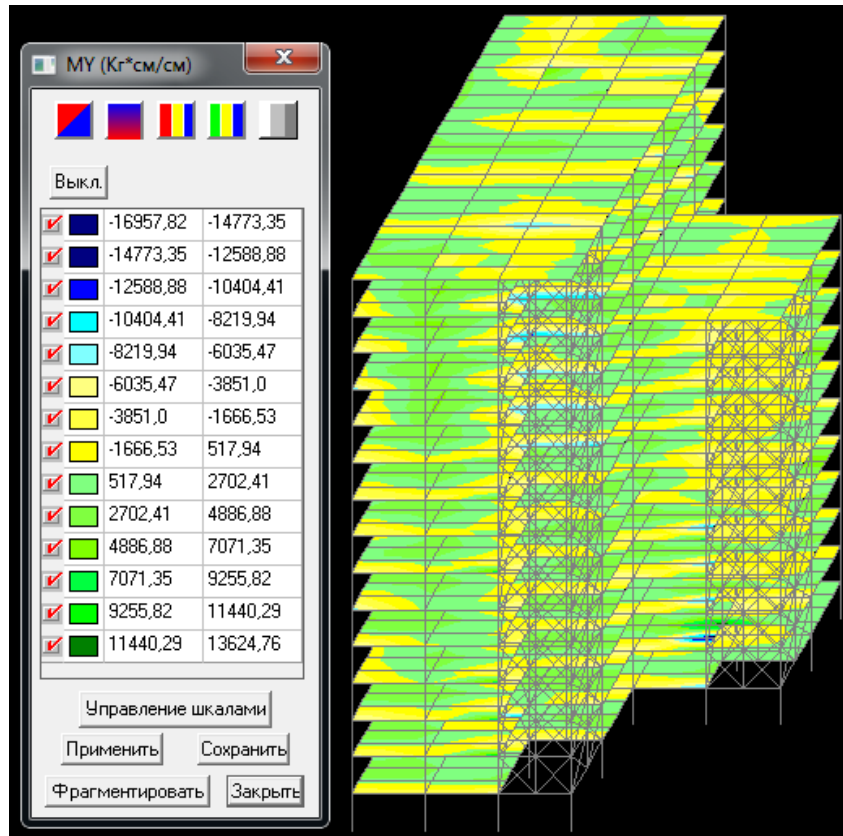 MY (Кг*см/см)
Выкл.
-16957,82 -14773,35
-14773,35 -12588,88
-12588,88 -10404,41
-10404,41 -8219,94
-8219,94 -6035,47
-6035,47 -3851,0
-3851,0 -1666,53
-1666,53 517,94
517,94 2702,41
2702,41 4886,88
4886,88 7071,35
7071,35 9255,82
9255,82 11440,29
11440,29 13624,76
Управление шкалами
Применить Сохранить
Фрагментировать Закрыть